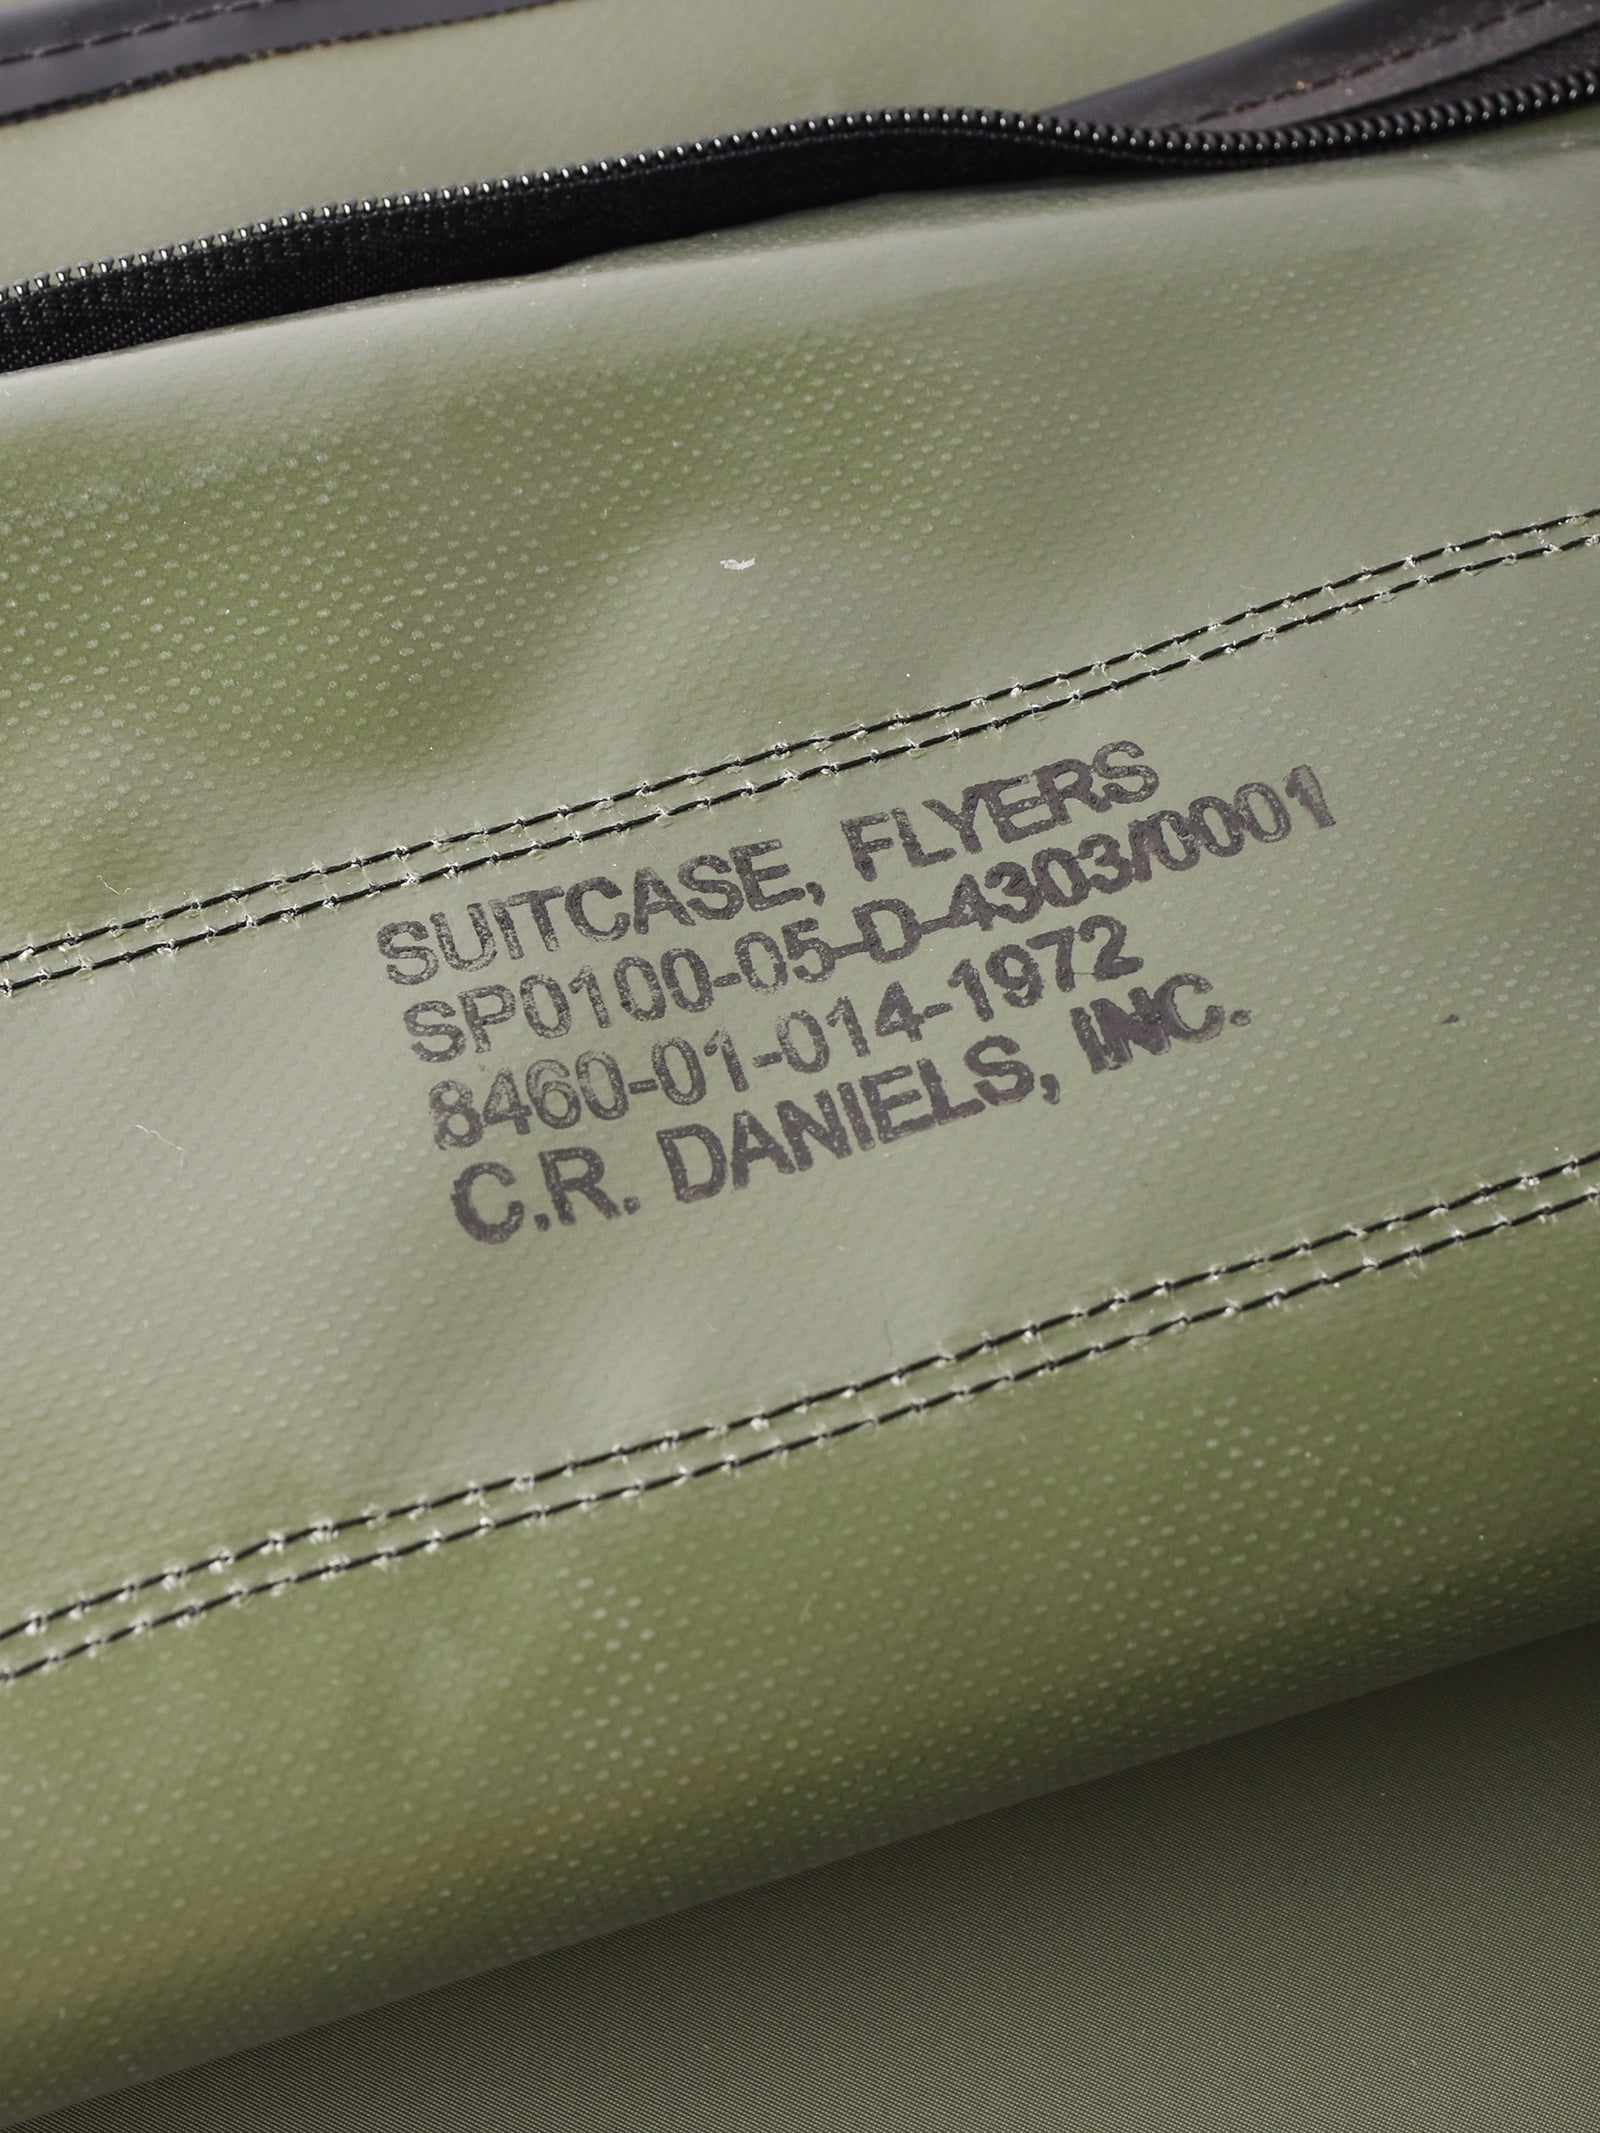 SUITCASE, FLYERS
SP0100-05-D-4303/0001
8460-01-014-1972
C.R. DANIELS, INC.